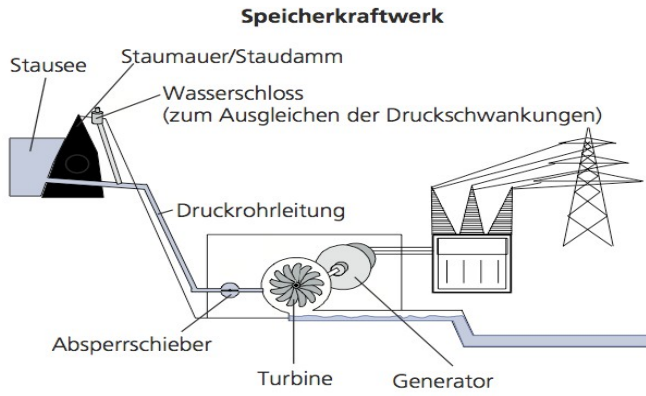 Speicherkraftwerk
Staumauer/Staudamm
Stausee
Wasserschloss
(zum Ausgleichen der Druckschwankungen)
Druckrohrleitung
Absperrschieber
Turbine
Generator